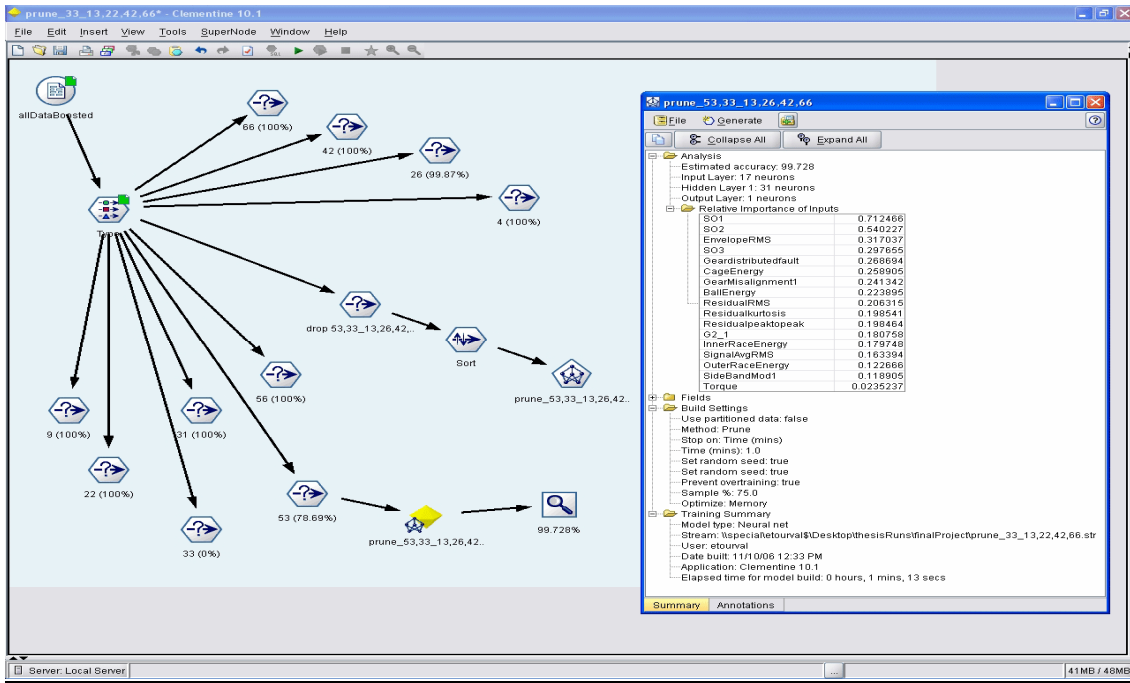 prune_33_13,22,42,66* - Clementine 10.1
File Edit Insert View Tools SuperNode Window Help
allDataBoosted
66 (100%)
42 (100%)
26 (99.87%)
4 (100%)
Type
drop 53,33_13,26,42,..
Sort
prune_53,33_13,26,42..
56 (100%)
9 (100%)
31 (100%)
22 (100%)
53 (78.69%)
33 (0%)
prune_53,33_13,26,42..
99.728%
prune_53,33_13,26,42,66
File Generate
Collapse All Expand All
Analysis
Estimated accuracy: 99.728
Input Layer: 17 neurons
Hidden Layer 1: 31 neurons
Output Layer: 1 neurons
Relative Importance of Inputs
SO1 0.712466
SO2 0.540227
EnvelopeRMS 0.317037
SO3 0.297655
Geardistributedfault 0.268694
CageEnergy 0.258905
GearMisalignment1 0.241342
BallEnergy 0.223895
ResidualRMS 0.206315
Residualkurtosis 0.198541
Residualpeaktopeak 0.198464
G2_1 0.180758
InnerRaceEnergy 0.179748
SignalAvgRMS 0.163394
OuterRaceEnergy 0.122666
SideBandMod1 0.118905
Torque 0.0235237
Fields
Build Settings
Use partitioned data: false
Method: Prune
Stop on: Time (mins)
Time (mins): 1.0
Set random seed: true
Set random seed: true
Prevent overtraining: true
Sample %: 75.0
Optimize: Memory
Training Summary
Model type: Neural net
Stream: \\special\etourval$\Desktop\thesisRuns\finalProject\prune_33_13,22,42,66.str
User: etourval
Date built: 11/10/06 12:33 PM
Application: Clementine 10.1
Elapsed time for model build: 0 hours, 1 mins, 13 secs
Summary Annotations
Server: Local Server
...
41MB / 48MB